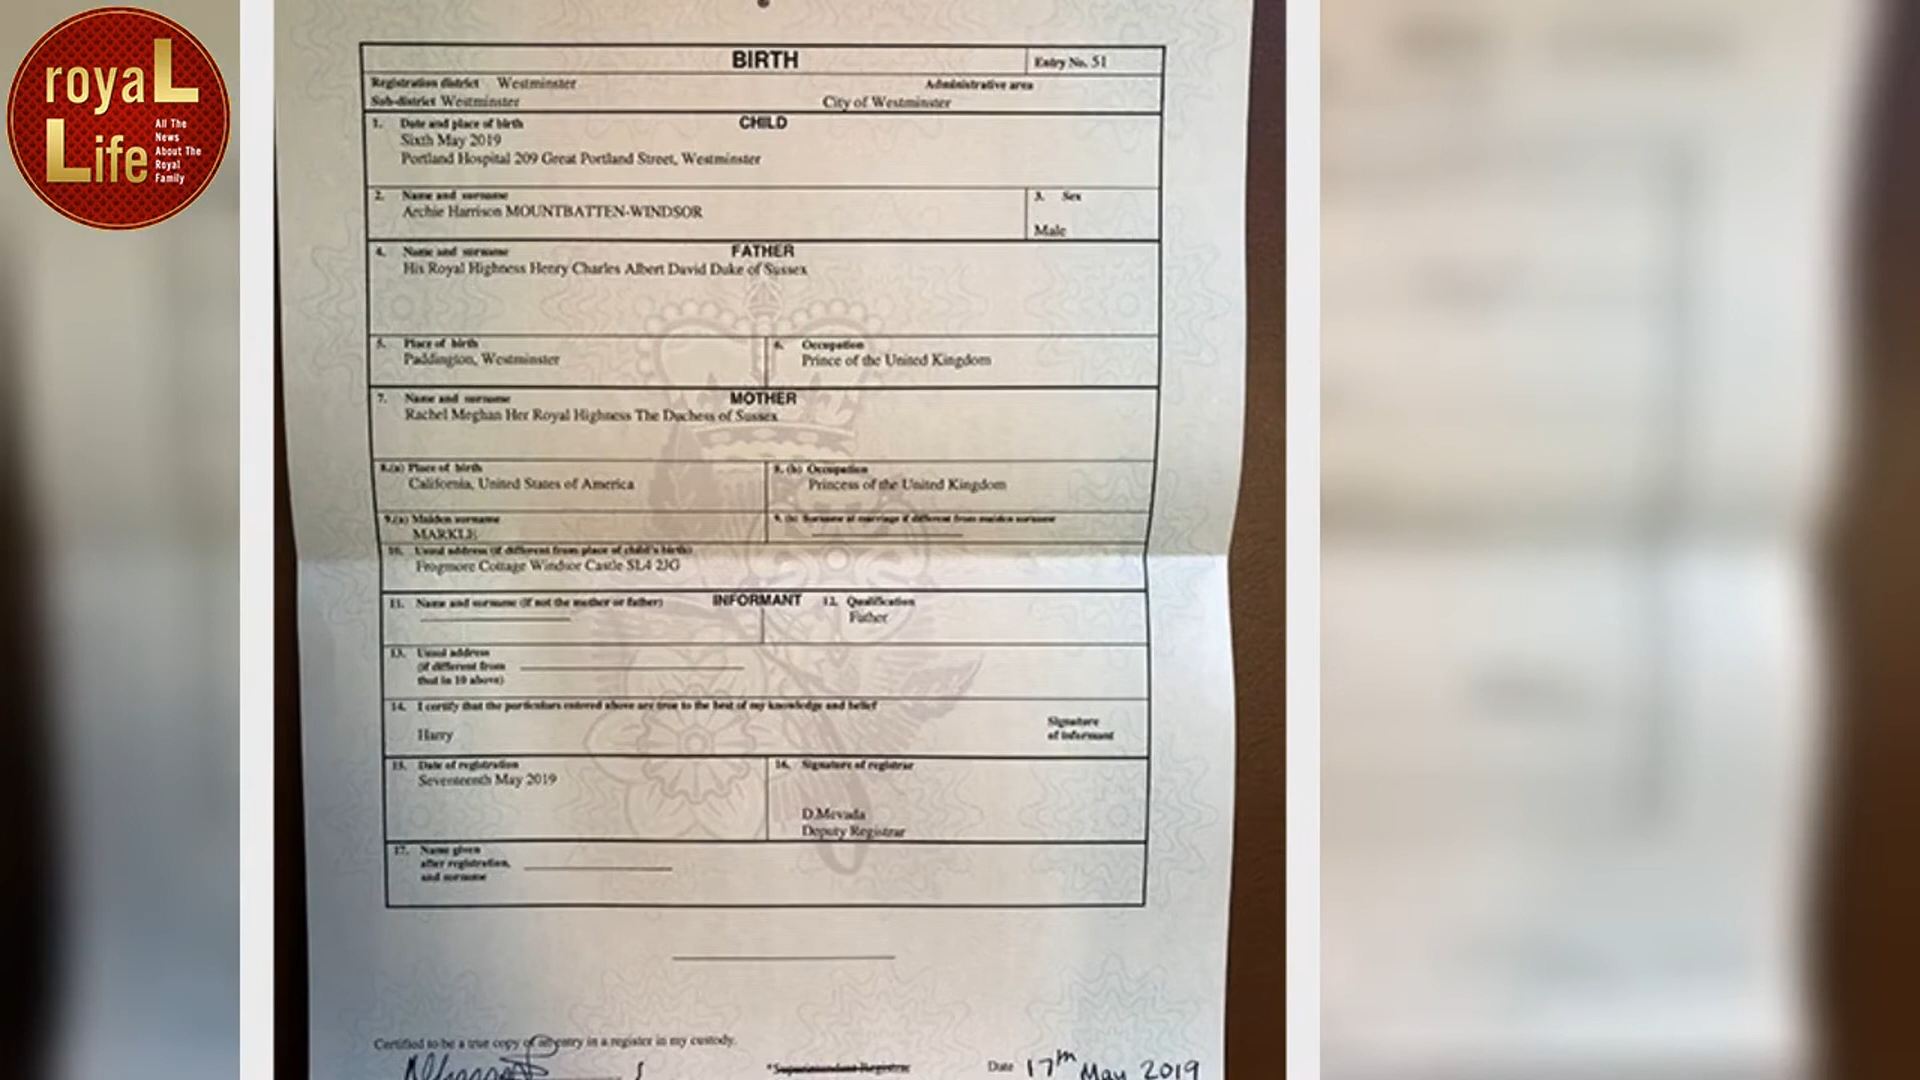 royaL
Life
All The
News
About The
Royal
Family
BIRTH
Entry No. 51
Registration district Westminster
Administrative area
Sub-district Westminster
City of Westminster
1. Date and place of birth
CHILD
Sixth May 2019
Portland Hospital 209 Great Portland Street, Westminster
2. Name and surname
3. Sex
Archie Harrison MOUNTBATTEN-WINDSOR
Male
4. Name and surname
FATHER
His Royal Highness Henry Charles Albert David Duke of Sussex
5. Place of birth
6. Occupation
Paddington, Westminster
Prince of the United Kingdom
7. Name and surname
MOTHER
Rachel Meghan Her Royal Highness The Duchess of Sussex
8.(a) Place of birth
8. (b) Occupation
California, United States of America
Princess of the United Kingdom
9.(a) Maiden surname
9. (b) Surname at marriage if different from maiden surname
MARKLE
10. Usual address (if different from place of child's birth)
Frogmore Cottage Windsor Castle SL4 2JG
11. Name and surname (if not the mother or father)
INFORMANT
12. Qualification
Father
13. Usual address
(if different from
that in 10 above)
14. I certify that the particulars entered above are true to the best of my knowledge and belief
Harry
Signature
of informant
15. Date of registration
16. Signature of registrar
Seventeenth May 2019
D.Mevada
Deputy Registrar
17. Name given
after registration,
and surname
Certified to be a true copy of an entry in a register in my custody.
*Superintendent Registrar
Date 17th May 2019